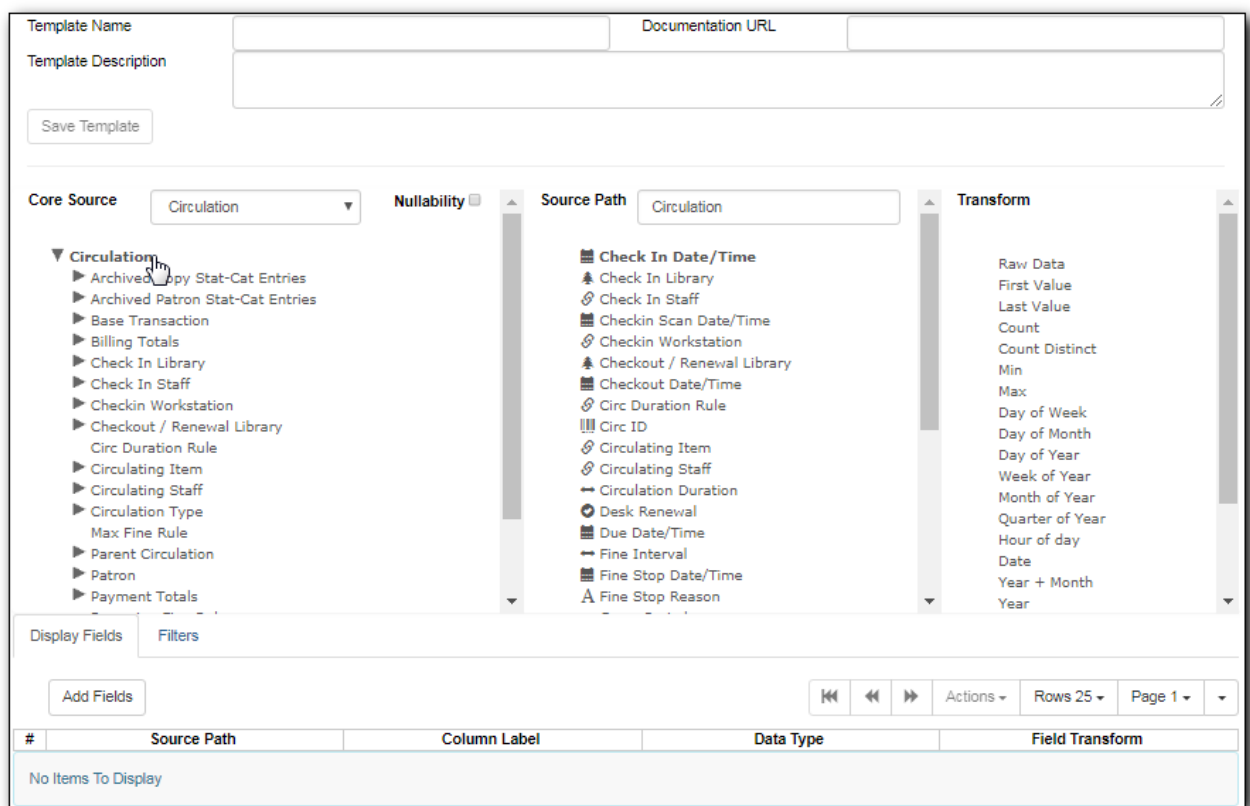 Template Name
Documentation URL
Template Description
Save Template
Core Source
Circulation
Nullability
Circulation
Archived Copy Stat-Cat Entries
Archived Patron Stat-Cat Entries
Base Transaction
Billing Totals
Check In Library
Check In Staff
Checkin Workstation
Checkout / Renewal Library
Circ Duration Rule
Circulating Item
Circulating Staff
Circulation Type
Max Fine Rule
Parent Circulation
Patron
Payment Totals
Source Path
Circulation
Check In Date/Time
Check In Library
Check In Staff
Checkin Scan Date/Time
Checkin Workstation
Checkout / Renewal Library
Checkout Date/Time
Circ Duration Rule
Circ ID
Circulating Item
Circulating Staff
Circulation Duration
Desk Renewal
Due Date/Time
Fine Interval
Fine Stop Date/Time
Fine Stop Reason
Transform
Raw Data
First Value
Last Value
Count
Count Distinct
Min
Max
Day of Week
Day of Month
Day of Year
Week of Year
Month of Year
Quarter of Year
Hour of day
Date
Year + Month
Year
Display Fields
Filters
Add Fields
Actions
Rows 25
Page 1
# Source Path Column Label Data Type Field Transform
No Items To Display